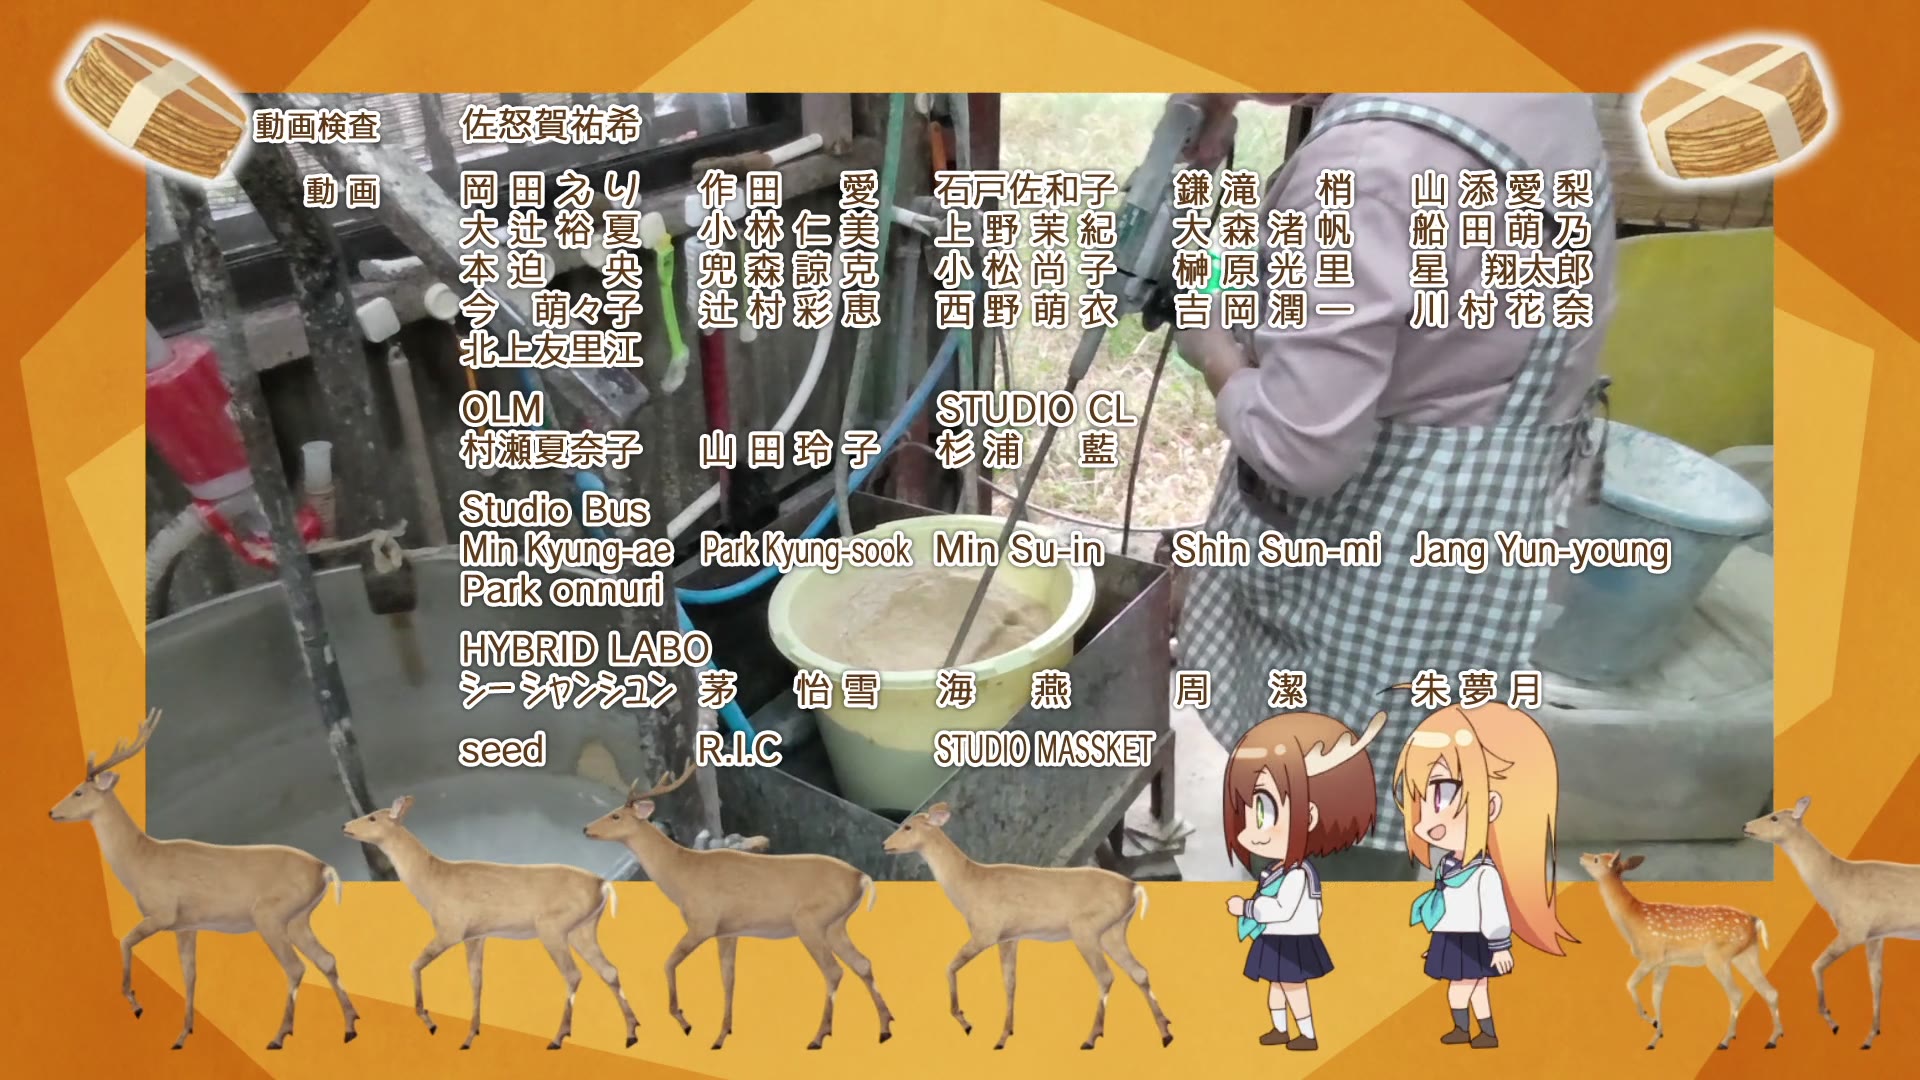 動画検査 佐怒賀祐希
動画 岡田えり 作田 愛 石戸佐和子 鎌滝 梢 山添愛梨
大辻裕夏 小林仁美 上野茉紀 大森渚帆 船田萌乃
本迫 央 兜森諒克 小松尚子 榊原光里 星 翔太郎
今 萌々子 辻村彩恵 西野萌衣 吉岡潤一 川村花奈
北上友里江
OLM STUDIO CL
村瀬夏奈子 山田玲子 杉浦 藍
Studio Bus
Min Kyung-ae Park Kyung-sook Min Su-in Shin Sun-mi Jang Yun-young
Park onnuri
HYBRID LABO
シー シャンシュン 茅 怡雪 海 燕 周 潔 朱夢月
seed R.I.C STUDIO MASSKET